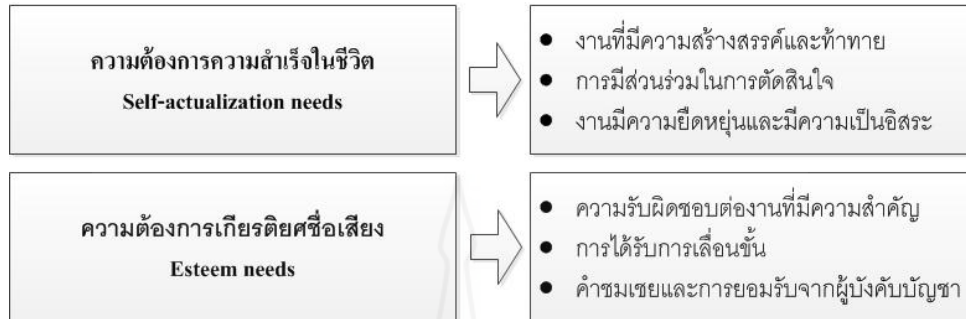 ความต้องการความสำเร็จในชีวิต
Self-actualization needs
● งานที่มีความสร้างสรรค์และท้าทาย
● การมีส่วนร่วมในการตัดสินใจ
● งานมีความยืดหยุ่นและมีความเป็นอิสระ
ความต้องการเกียรติยศชื่อเสียง
Esteem needs
● ความรับผิดชอบต่องานที่มีความสำคัญ
● การได้รับการเลื่อนขั้น
● คำชมเชยและการยอมรับจากผู้บังคับบัญชา